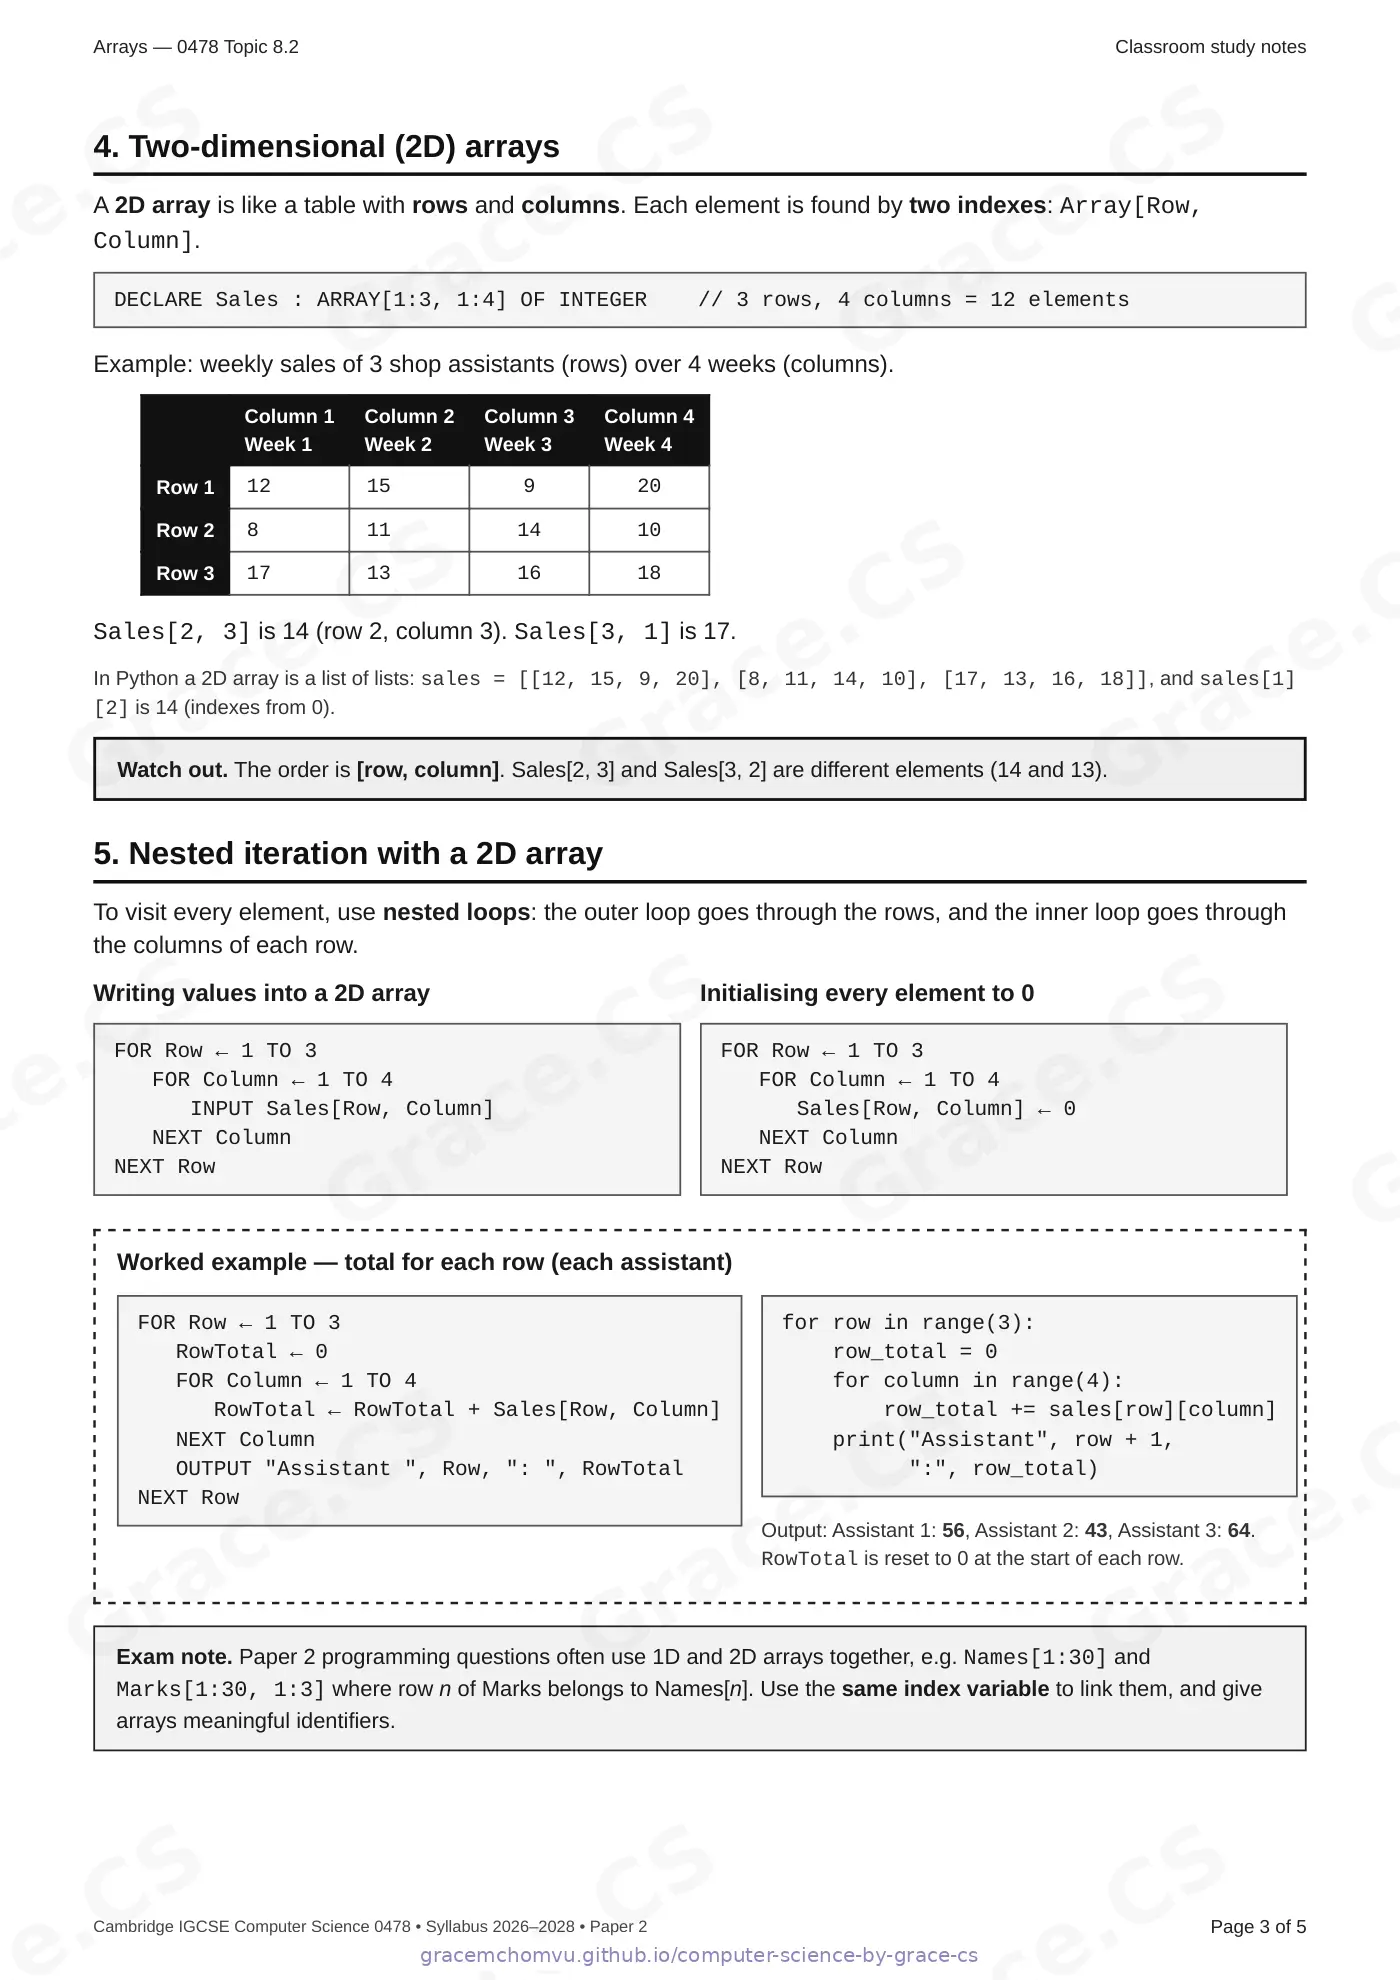 Arrays — 0478 Topic 8.2
Classroom study notes
4. Two-dimensional (2D) arrays
A 2D array is like a table with rows and columns. Each element is found by two indexes: Array[Row,
Column].
DECLARE Sales : ARRAY[1:3, 1:4] OF INTEGER    // 3 rows, 4 columns = 12 elements
Example: weekly sales of 3 shop assistants (rows) over 4 weeks (columns).
Column 1 Column 2 Column 3 Column 4
Week 1 Week 2 Week 3 Week 4
Row 1 12 15 9 20
Row 2 8 11 14 10
Row 3 17 13 16 18
Sales[2, 3] is 14 (row 2, column 3). Sales[3, 1] is 17.
In Python a 2D array is a list of lists: sales = [[12, 15, 9, 20], [8, 11, 14, 10], [17, 13, 16, 18]], and sales[1]
[2] is 14 (indexes from 0).
Watch out. The order is [row, column]. Sales[2, 3] and Sales[3, 2] are different elements (14 and 13).
5. Nested iteration with a 2D array
To visit every element, use nested loops: the outer loop goes through the rows, and the inner loop goes through
the columns of each row.
Writing values into a 2D array
FOR Row ← 1 TO 3
   FOR Column ← 1 TO 4
      INPUT Sales[Row, Column]
   NEXT Column
NEXT Row
Initialising every element to 0
FOR Row ← 1 TO 3
   FOR Column ← 1 TO 4
      Sales[Row, Column] ← 0
   NEXT Column
NEXT Row
Worked example — total for each row (each assistant)
FOR Row ← 1 TO 3
   RowTotal ← 0
   FOR Column ← 1 TO 4
      RowTotal ← RowTotal + Sales[Row, Column]
   NEXT Column
   OUTPUT "Assistant ", Row, ": ", RowTotal
NEXT Row
for row in range(3):
    row_total = 0
    for column in range(4):
        row_total += sales[row][column]
    print("Assistant", row + 1,
          ":", row_total)
Output: Assistant 1: 56, Assistant 2: 43, Assistant 3: 64.
RowTotal is reset to 0 at the start of each row.
Exam note. Paper 2 programming questions often use 1D and 2D arrays together, e.g. Names[1:30] and
Marks[1:30, 1:3] where row n of Marks belongs to Names[n]. Use the same index variable to link them, and give
arrays meaningful identifiers.
Cambridge IGCSE Computer Science 0478 • Syllabus 2026–2028 • Paper 2
Page 3 of 5
gracemchomvu.github.io/computer-science-by-grace-cs
Grace.CS